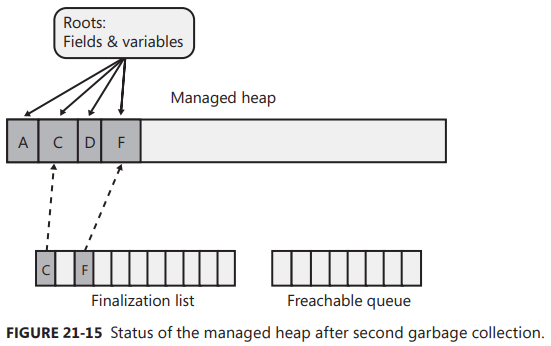 Roots:
Fields & variables
Managed heap
A C D F
C F
Finalization list Freachable queue
FIGURE 21-15 Status of the managed heap after second garbage collection.